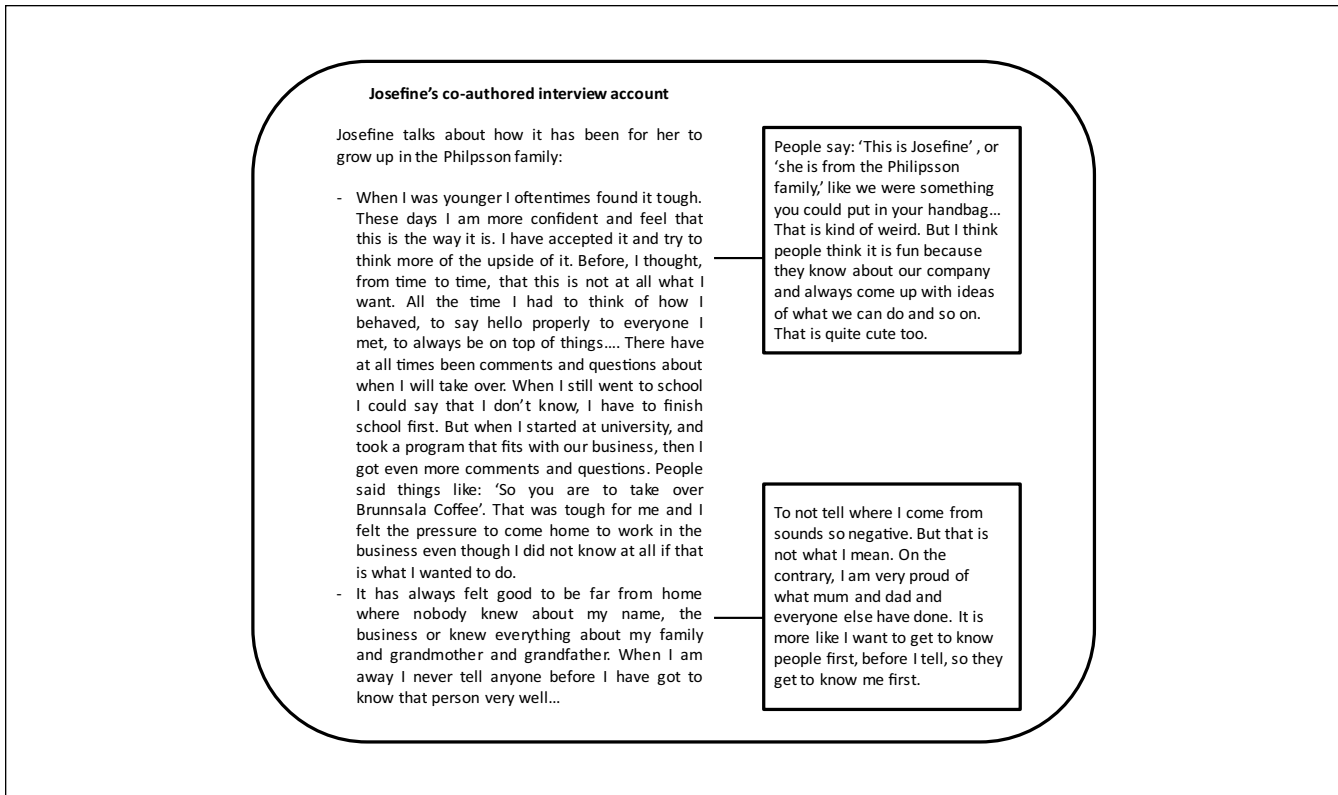 Josefine's co-authored interview account
Josefine talks about how it has been for her to
grow up in the Philpsson family:
- When I was younger I oftentimes found it tough.
These days I am more confident and feel that
this is the way it is. I have accepted it and try to
think more of the upside of it. Before, I thought,
from time to time, that this is not at all what I
want. All the time I had to think of how I
behaved, to say hello properly to everyone I
met, to always be on top of things.... There have
at all times been comments and questions about
when I will take over. When I still went to school
I could say that I don't know, I have to finish
school first. But when I started at university, and
took a program that fits with our business, then I
got even more comments and questions. People
said things like: 'So you are to take over
Brunnsala Coffee'. That was tough for me and I
felt the pressure to come home to work in the
business even though I did not know at all if that
is what I wanted to do.
- It has always felt good to be far from home
where nobody knew about my name, the
business or knew everything about my family
and grandmother and grandfather. When I am
away I never tell anyone before I have got to
know that person very well...
People say: 'This is Josefine' , or
'she is from the Philipsson
family,' like we were something
you could put in your handbag...
That is kind of weird. But I think
people think it is fun because
they know about our company
and always come up with ideas
of what we can do and so on.
That is quite cute too.
To not tell where I come from
sounds so negative. But that is
not what I mean. On the
contrary, I am very proud of
what mum and dad and
everyone else have done. It is
more like I want to get to know
people first, before I tell, so they
get to know me first.